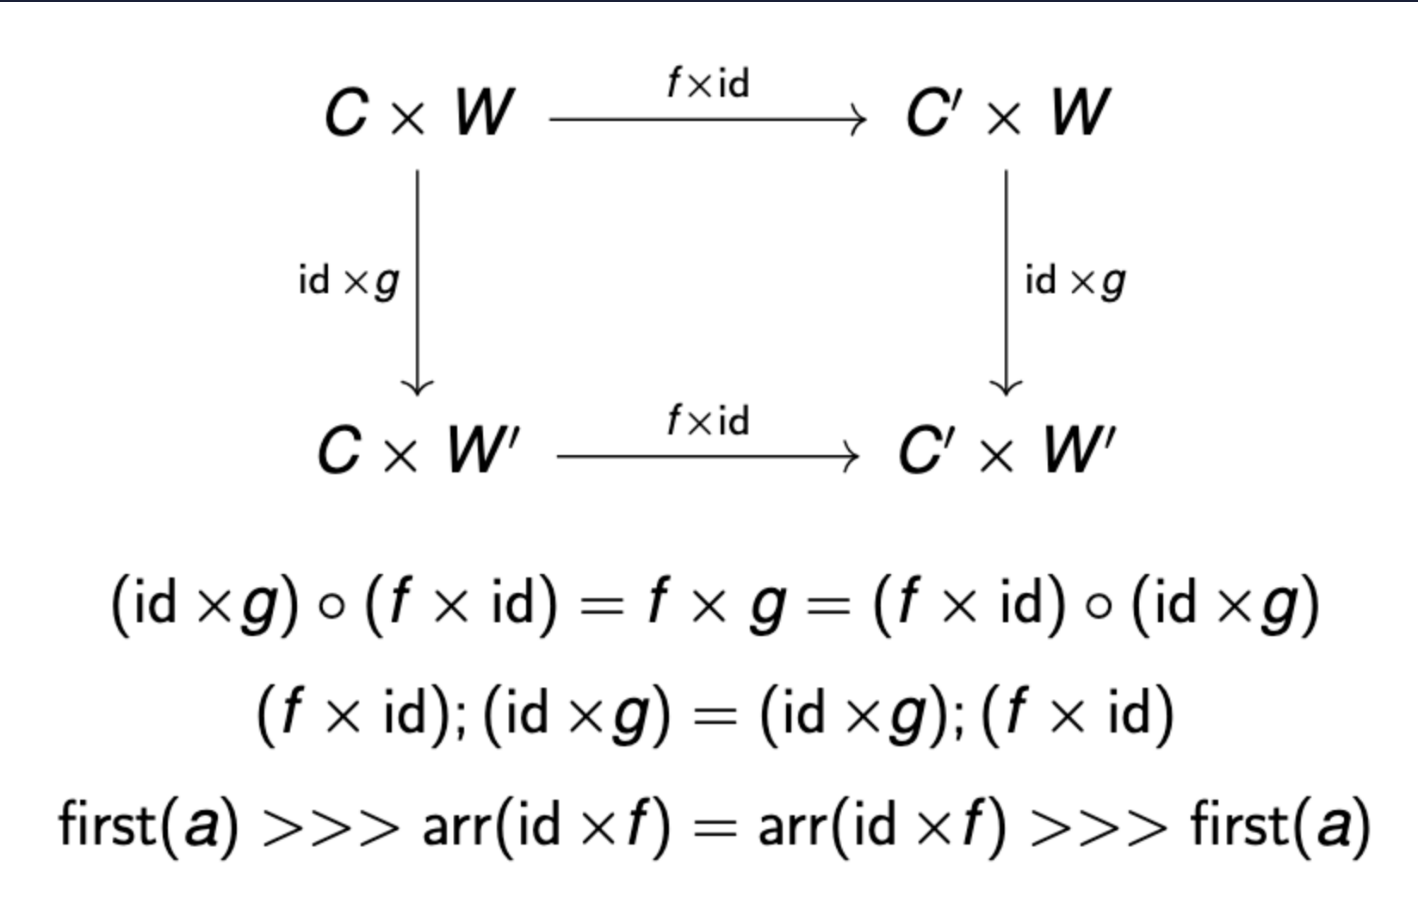 f×id
C × W C′ × W
id ×g id ×g
f×id
C × W′ C′ × W′
(id ×g) ∘ (f × id) = f × g = (f × id) ∘ (id ×g)
(f × id); (id ×g) = (id ×g); (f × id)
first(a) >>> arr(id ×f) = arr(id ×f) >>> first(a)